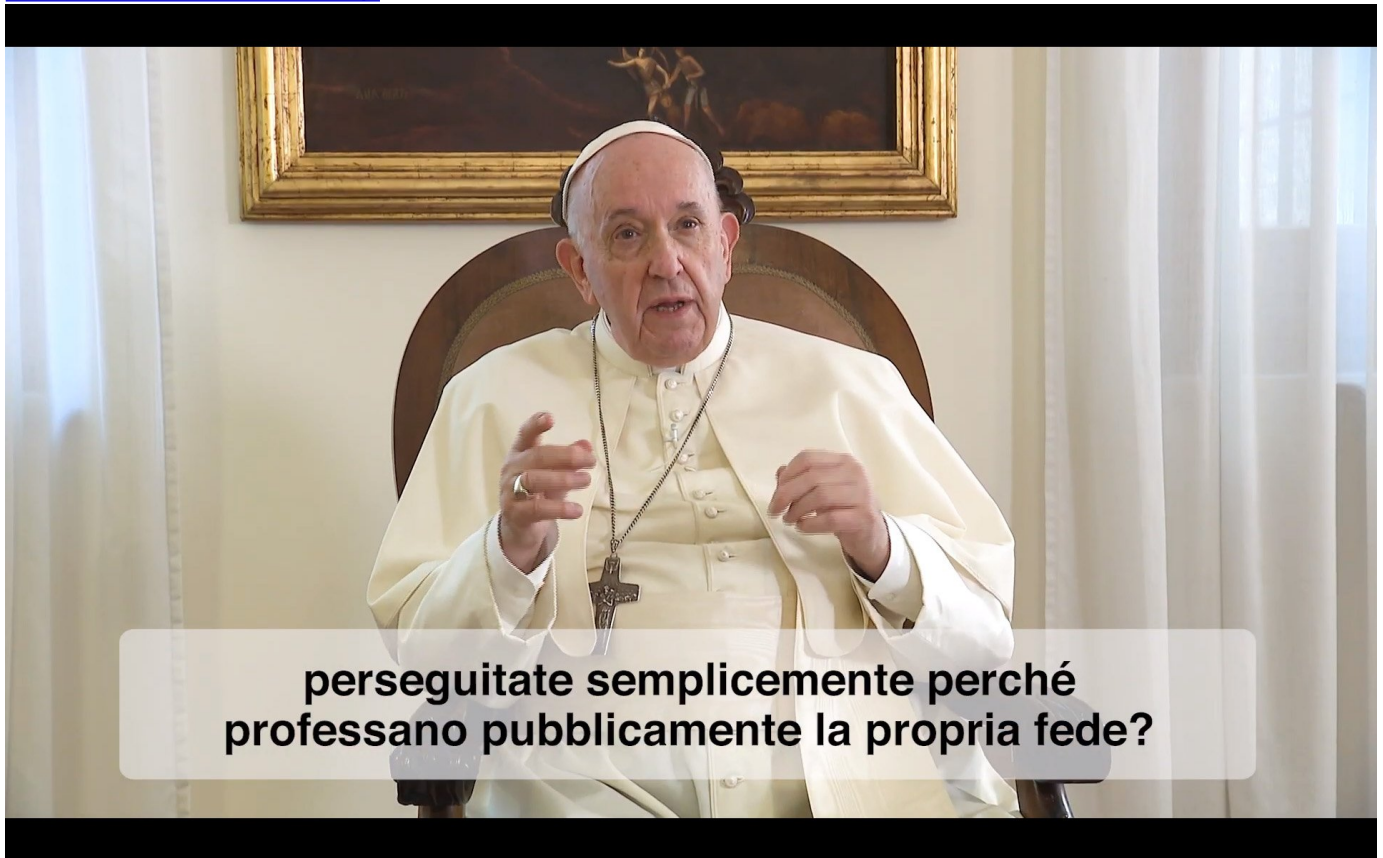 perseguitate semplicemente perché
professano pubblicamente la propria fede?